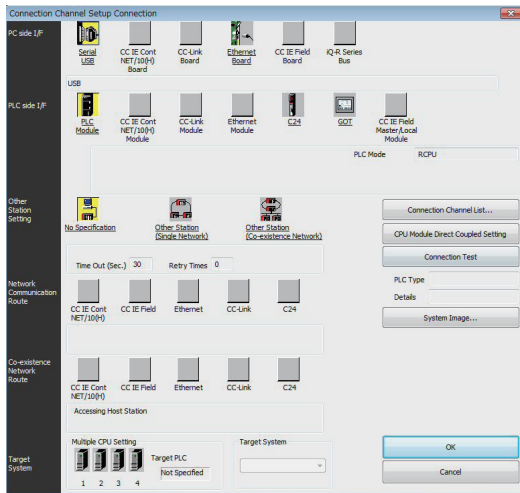 Connection Channel Setup Connection
PC side I/F
Serial
USB
CC IE Cont
NET/10(H)
Board
CC-Link
Board
Ethernet
Board
CC IE Field
Board
iQ-R Series
Bus
USB
PLC side I/F
PLC
Module
CC IE Cont
NET/10(H)
Module
CC-Link
Module
Ethernet
Module
C24
GOT
CC IE Field
Master/Local
Module
PLC Mode
RCPU
Other
Station
Setting
No Specification
Other Station
(Single Network)
Other Station
(Co-existence Network)
Time Out (Sec.)
30
Retry Times
0
Connection Channel List...
CPU Module Direct Coupled Setting
Connection Test
PLC Type
Details
System Image...
Network
Communication
Route
CC IE Cont
NET/10(H)
CC IE Field
Ethernet
CC-Link
C24
Co-existence
Network
Route
CC IE Cont
NET/10(H)
CC IE Field
Ethernet
CC-Link
C24
Accessing Host Station
Target
System
Multiple CPU Setting
1 2 3 4
Target PLC
Not Specified
Target System
OK
Cancel